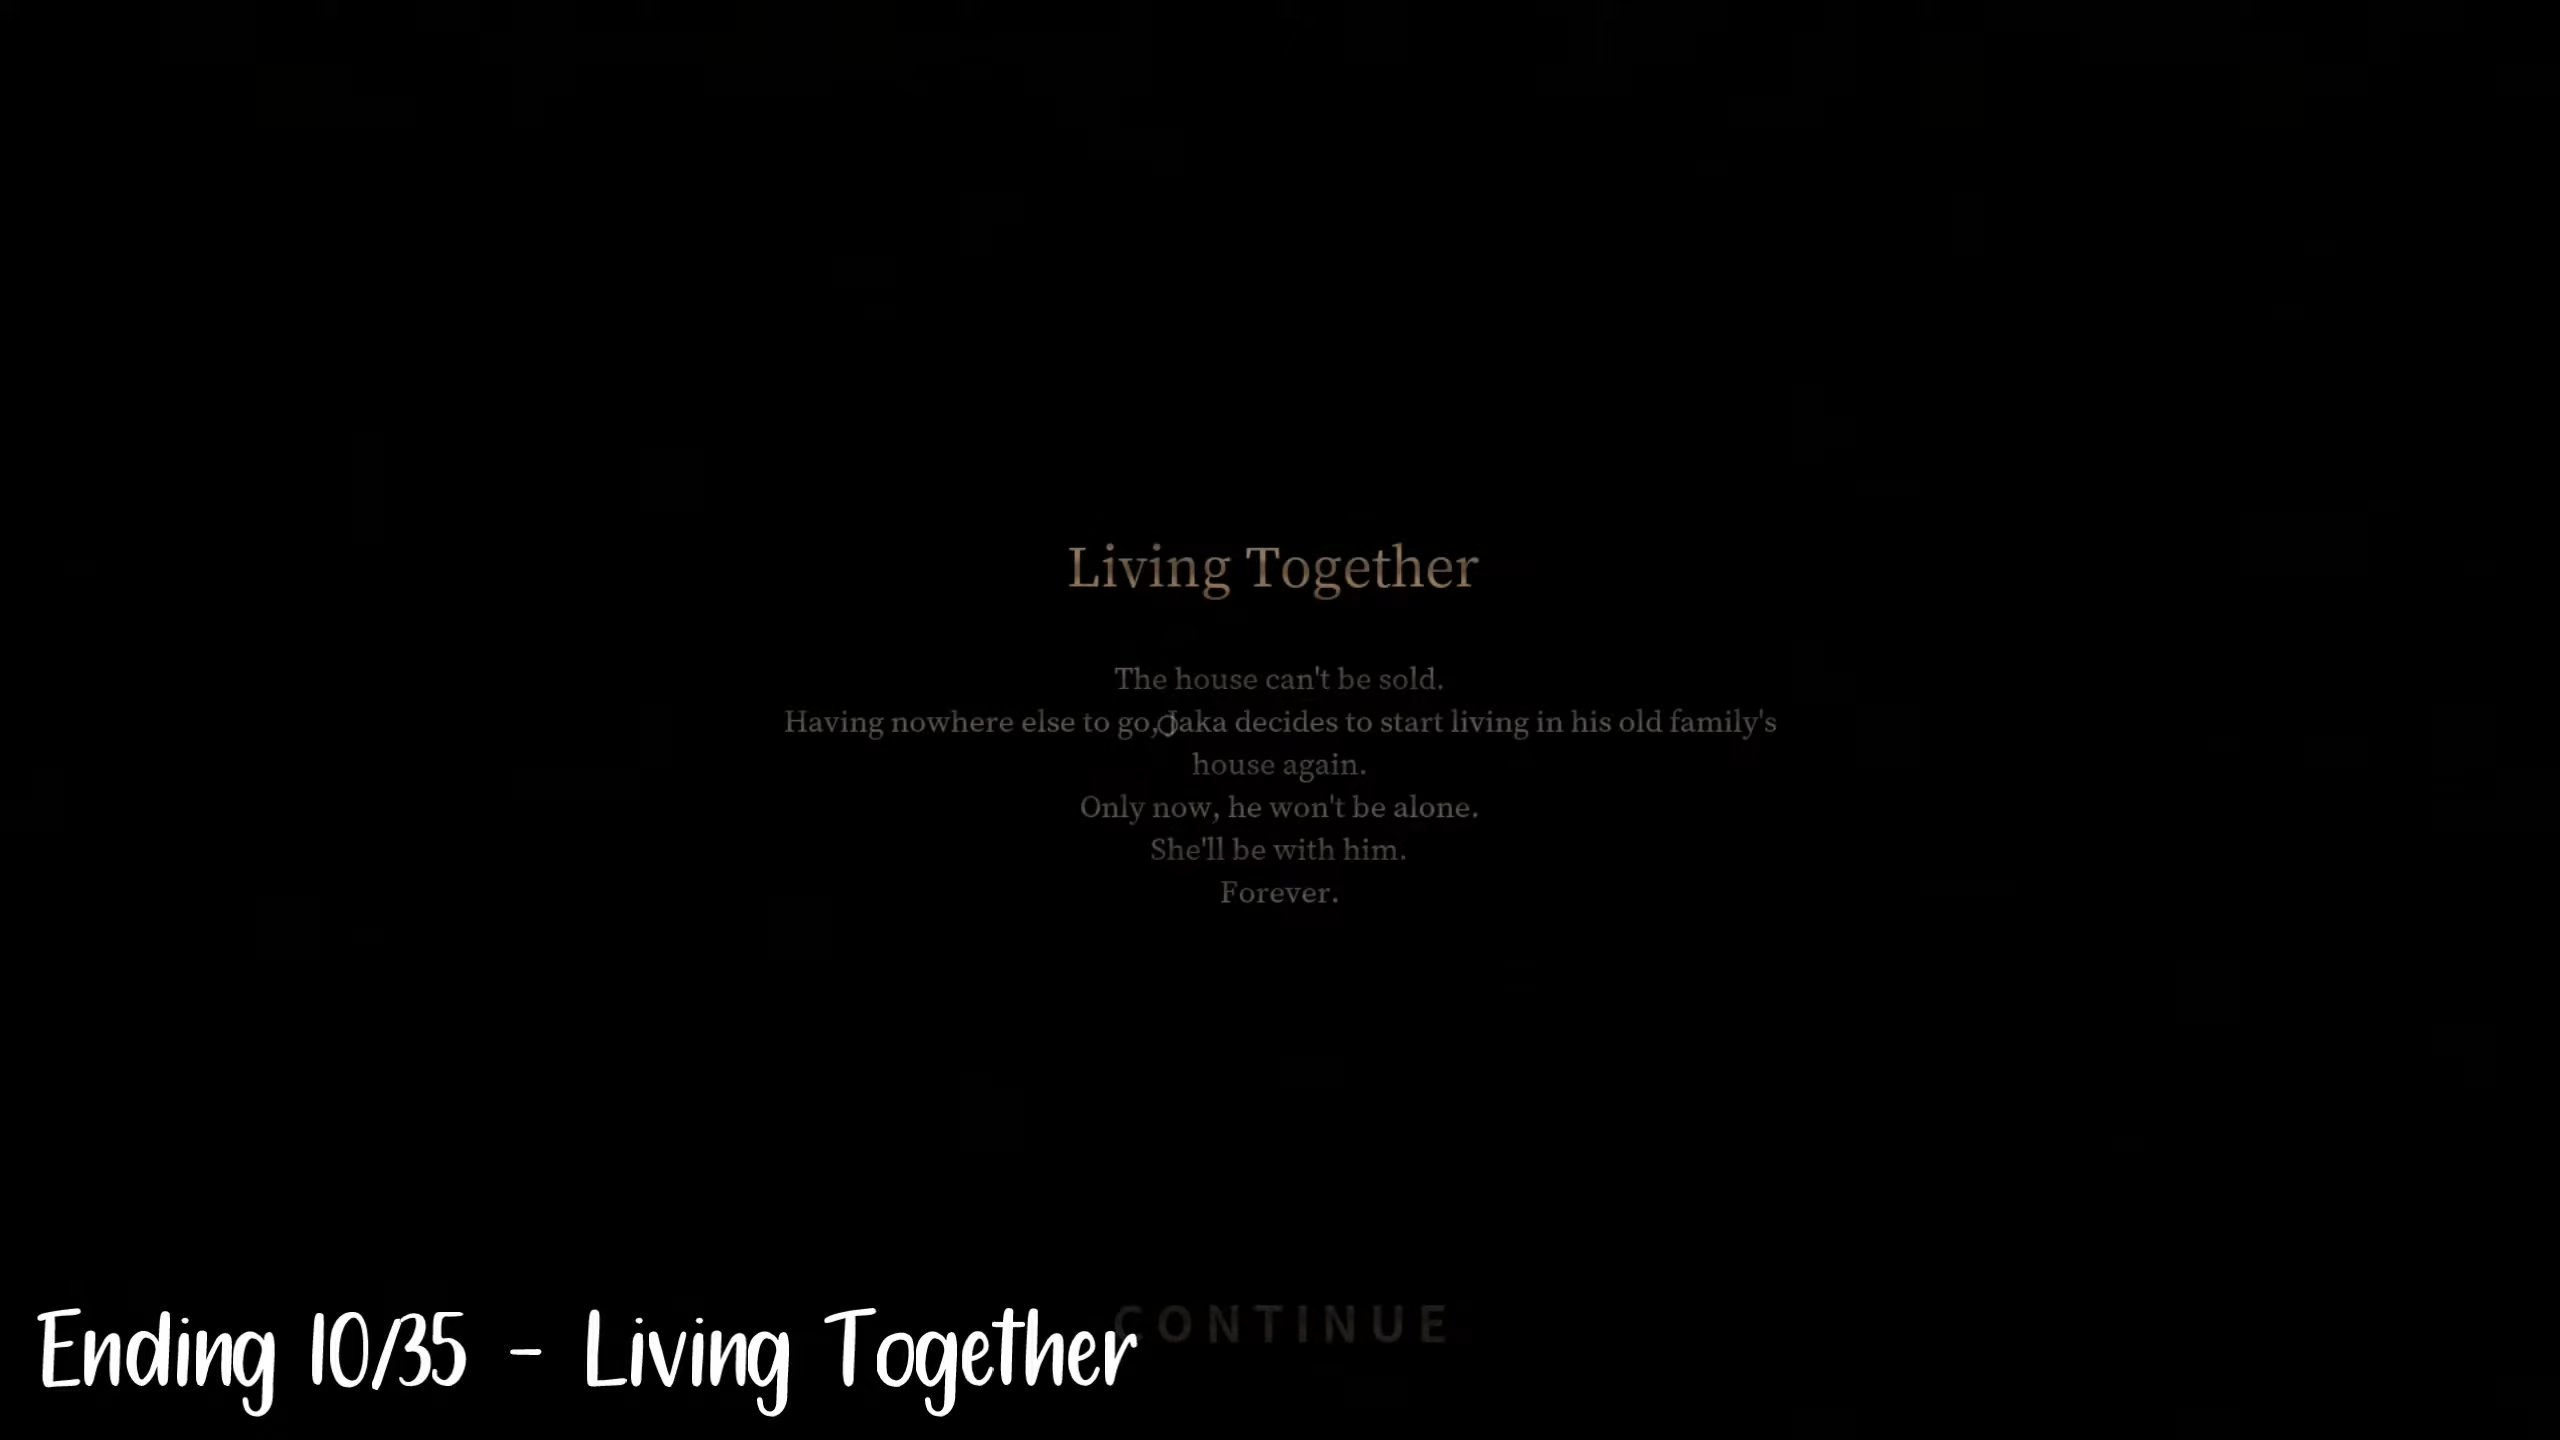 Living Together
The house can't be sold.
Having nowhere else to go, Jaka decides to start living in his old family's
house again.
Only now, he won't be alone.
She'll be with him.
Forever.
CONTINUE
Ending 10/35 - Living Together